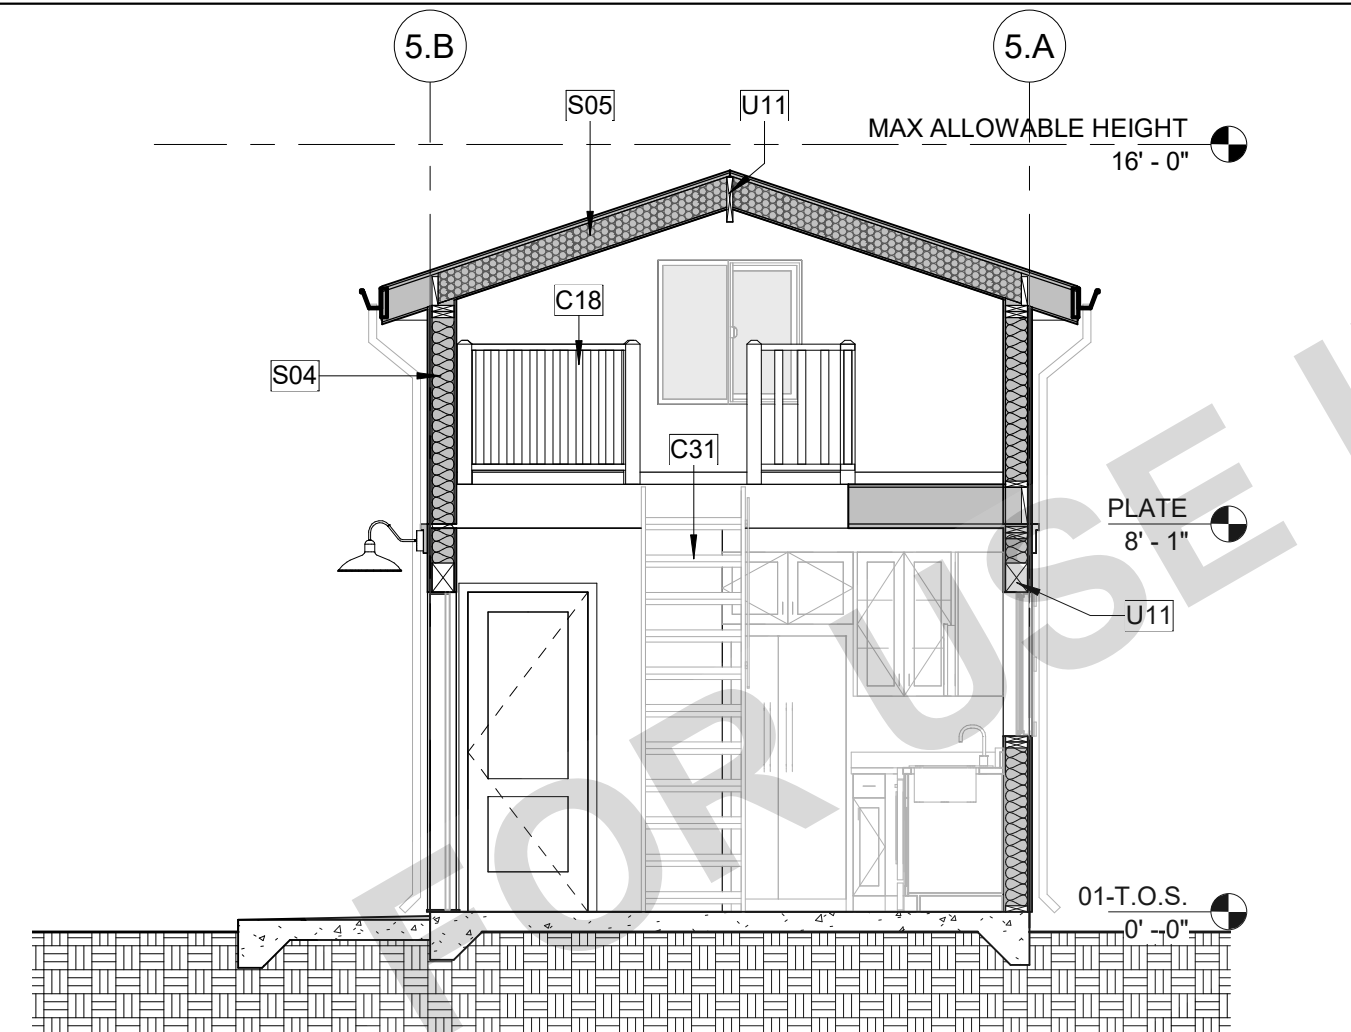 5.B
5.A
S05
U11
MAX ALLOWABLE HEIGHT
16' - 0"
C18
S04
C31
PLATE
8' - 1"
U11
01-T.O.S.
0' - 0"
FOR USE